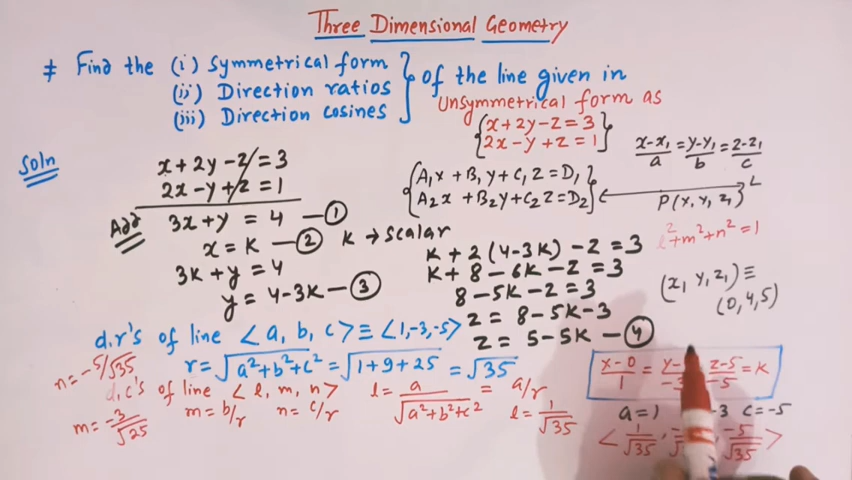 Three Dimensional Geometry
# Find the (i) Symmetrical form
(ii) Direction ratios
(iii) Direction cosines
of the line given in
Unsymmetrical form as
x+2y-z=3
2x-y+z=1
Soln
x+2y-z=3
2x-y+z=1
Add 3x+y=4 —①
x=K —② K→scalar
3K+y=4
y=4-3K —③
A₁x+B₁y+C₁z=D₁
A₂x+B₂y+C₂z=D₂
x-x₁/a = y-y₁/b = z-z₁/c
L
P(x₁ y₁ z₁)
l²+m²+n²=1
K+2(4-3K)-z=3
K+8-6K-z=3
8-5K-z=3
z=8-5K-3
z=5-5K —④
(x₁ y₁ z₁)≡
(0,4,5)
d.r's of line <a,b,c>≡<1,-3,-5>
r=√a²+b²+c²=√1+9+25=√35
n=-5/√35
d.c's of line <l,m,n> l=a/√a²+b²+c²=a/r
m=-3/√25 m=b/r n=c/r l=1/√35
x-0/1 = y-/-3 z-5/-5 = K
a=1 -3 c=-5
<1/√35, - -5/√35>